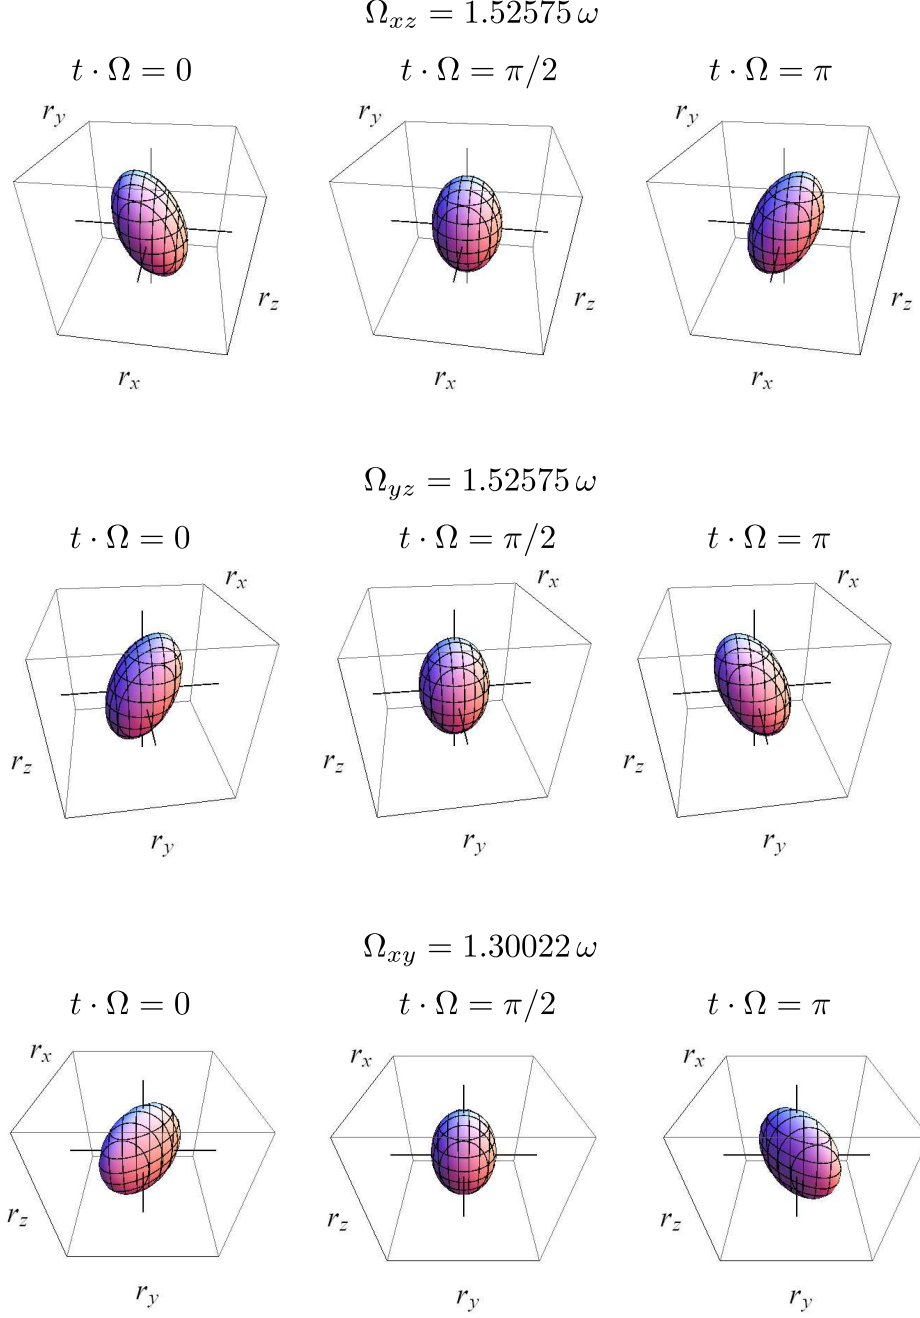 Ω_{xz} = 1.52575 ω
t · Ω = 0 t · Ω = π/2 t · Ω = π
r_y r_y r_y
r_z r_z r_z
r_x r_x r_x
Ω_{yz} = 1.52575 ω
t · Ω = 0 t · Ω = π/2 t · Ω = π
r_x r_x r_x
r_z r_z r_z
r_y r_y r_y
Ω_{xy} = 1.30022 ω
t · Ω = 0 t · Ω = π/2 t · Ω = π
r_x r_x r_x
r_z r_z r_z
r_y r_y r_y